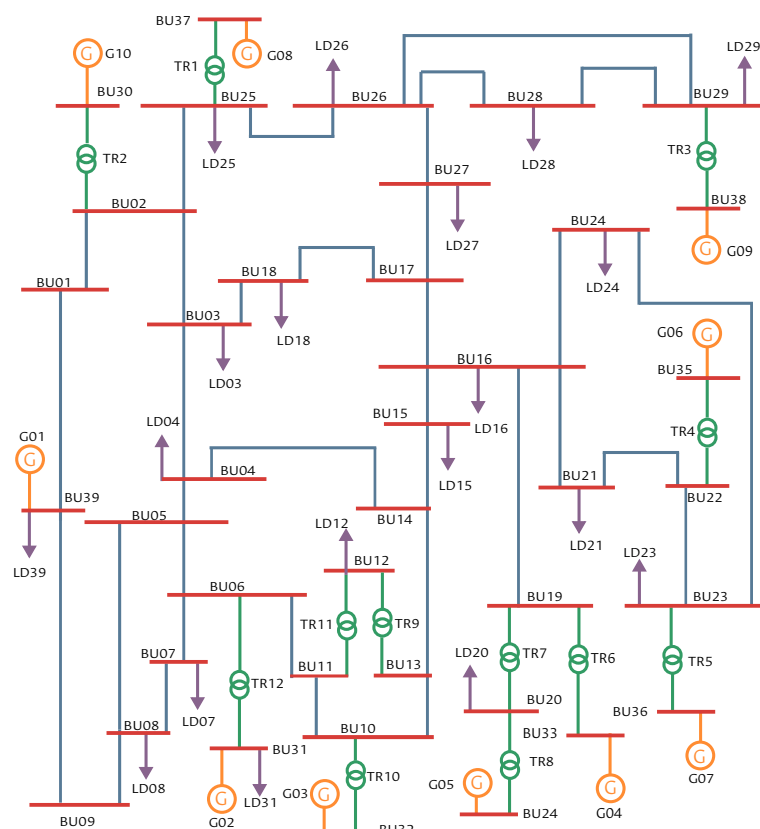 BU37
LD26
LD29
G
G10
TR1
G
G08
BU30
BU25
BU26
BU28
BU29
TR2
LD25
LD28
TR3
BU27
BU02
BU38
LD27
BU24
G
G09
BU01
BU18
BU17
LD24
BU03
LD18
G06
G
LD03
BU16
BU35
LD04
BU15
LD16
TR4
G01
G
BU04
LD15
BU21
BU39
BU22
BU05
BU14
LD12
LD21
LD39
BU12
LD23
BU06
TR11
TR9
BU19
BU23
BU07
BU11
BU13
LD20
TR7
TR6
TR5
TR12
LD07
BU20
BU36
BU08
BU10
BU33
BU31
TR8
G
G07
LD08
TR10
G05
G
G
G02
LD31
G03
G
G
G04
BU24
BU09